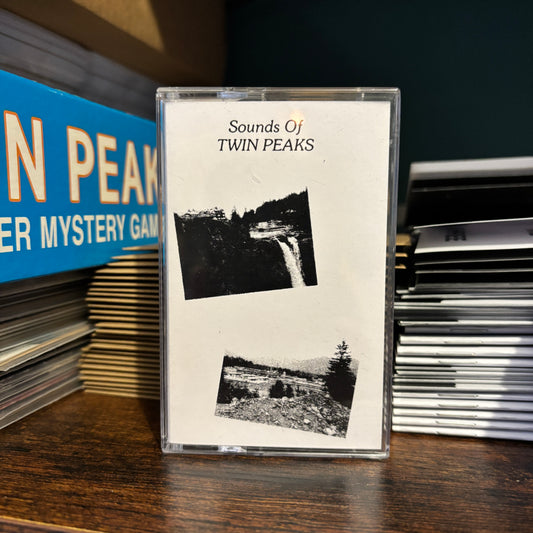 Sounds Of
TWIN PEAKS
N PEAK
ER MYSTERY GAM